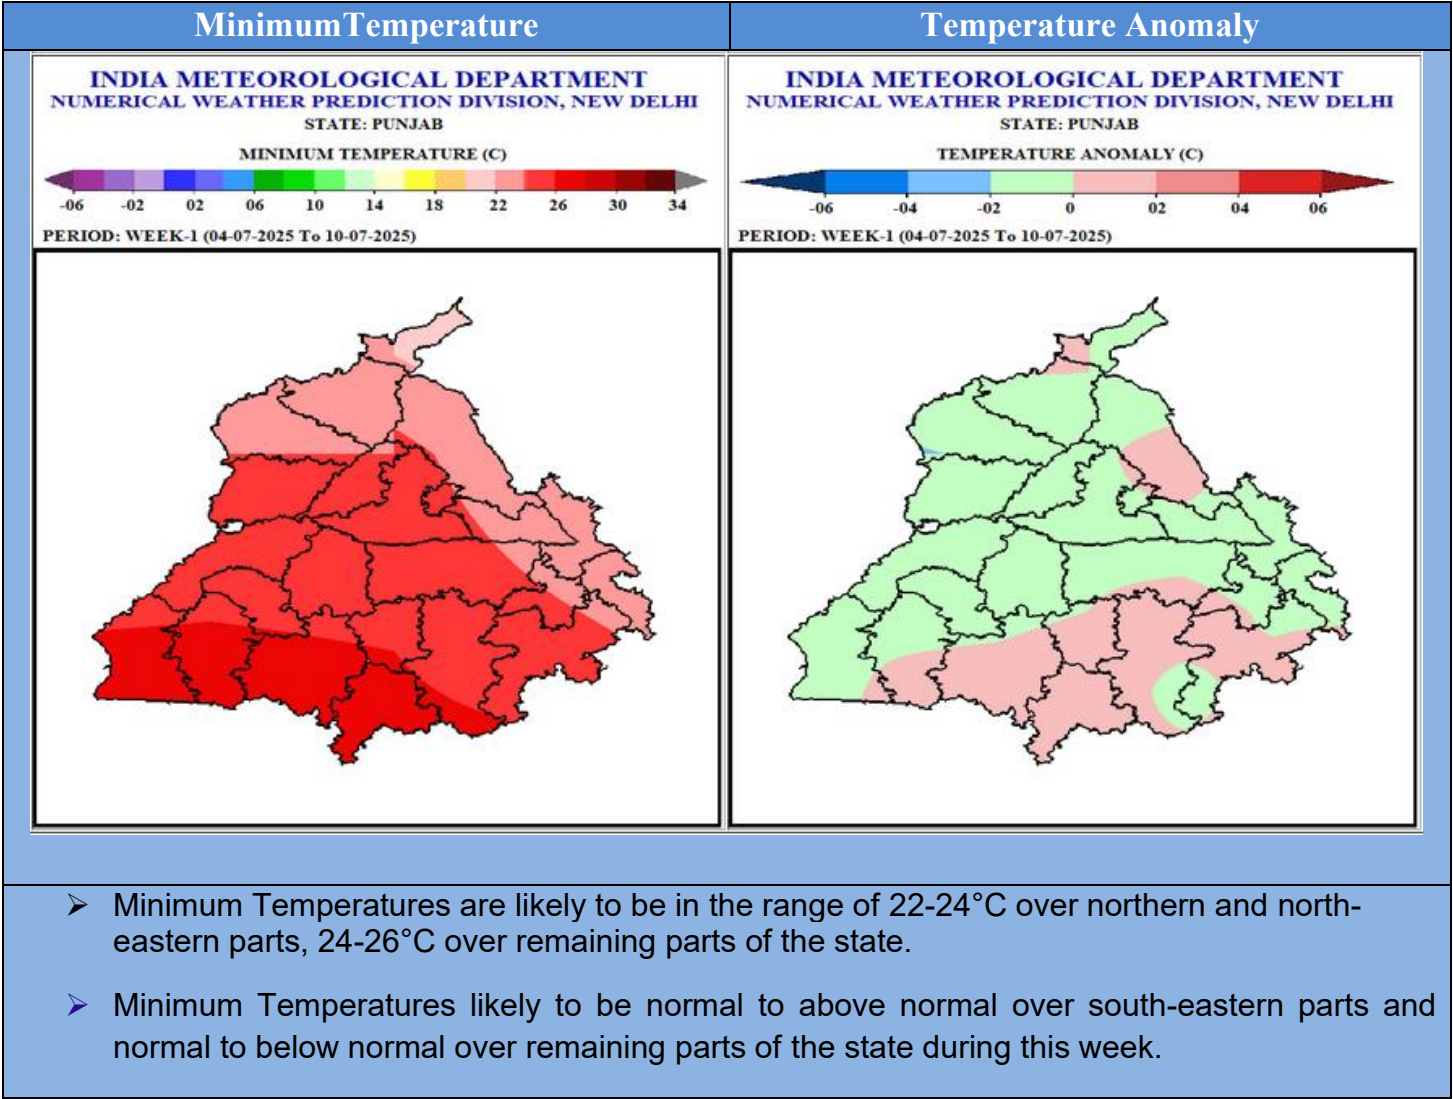 MinimumTemperature
Temperature Anomaly
INDIA METEOROLOGICAL DEPARTMENT
NUMERICAL WEATHER PREDICTION DIVISION, NEW DELHI
STATE: PUNJAB
MINIMUM TEMPERATURE (C)
-06 -02 02 06 10 14 18 22 26 30 34
PERIOD: WEEK-1 (04-07-2025 To 10-07-2025)
INDIA METEOROLOGICAL DEPARTMENT
NUMERICAL WEATHER PREDICTION DIVISION, NEW DELHI
STATE: PUNJAB
TEMPERATURE ANOMALY (C)
-06 -04 -02 0 02 04 06
PERIOD: WEEK-1 (04-07-2025 To 10-07-2025)
➢ Minimum Temperatures are likely to be in the range of 22-24°C over northern and north-
eastern parts, 24-26°C over remaining parts of the state.
➢ Minimum Temperatures likely to be normal to above normal over south-eastern parts and
normal to below normal over remaining parts of the state during this week.